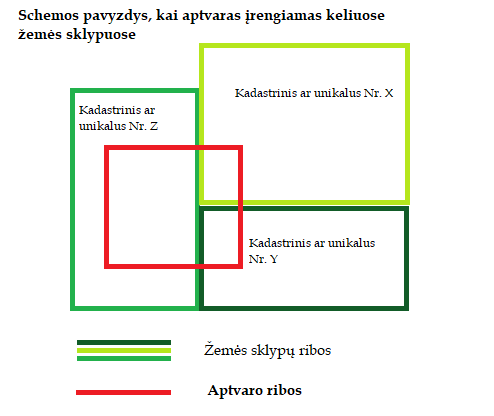 Schemos pavyzdys, kai aptvaras įrengiamas keliuose
žemės sklypuose
Kadastrinis ar unikalus Nr. X
Kadastrinis ar
unikalus Nr. Z
Kadastrinis ar unikalus
Nr. Y
Žemės sklypų ribos
Aptvaro ribos